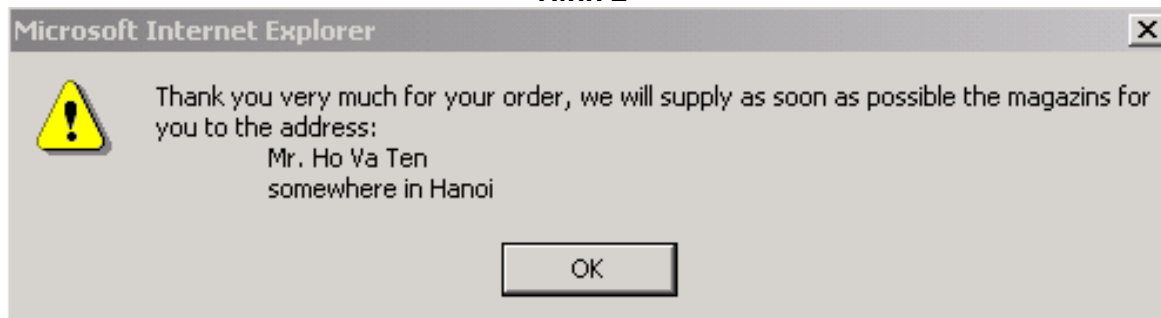 Microsoft Internet Explorer
Thank you very much for your order, we will supply as soon as possible the magazins for
you to the address:
Mr. Ho Va Ten
somewhere in Hanoi
OK